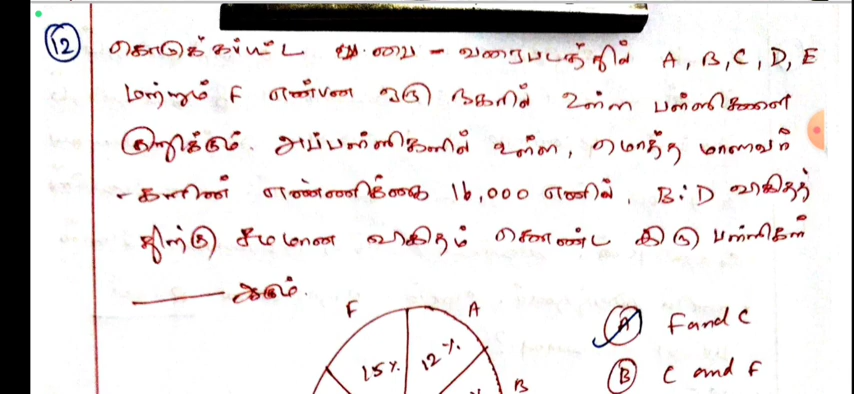 12 கொடுக்கப்பட்ட வரைபடத்தில் A, B, C, D, E
மற்றும் F என்பன ஒரு நகரில் உள்ள பள்ளிகளை
குறிக்கும். அப்பள்ளிகளில் உள்ள, மொத்த மாணவர்
-களின் எண்ணிக்கை 16,000 எனில், B:D விகிதத்
திற்கு சமமான விகிதம் கொண்ட இரு பள்ளிகள்
______ ஆகும்.
F A
15% 12%
B
A F and C
B C and F